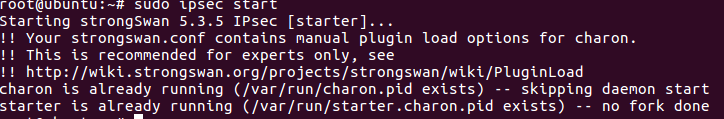 root@ubuntu:~# sudo ipsec start
Starting strongSwan 5.3.5 IPsec [starter]...
!! Your strongswan.conf contains manual plugin load options for charon.
!! This is recommended for experts only, see
!! http://wiki.strongswan.org/projects/strongswan/wiki/PluginLoad
charon is already running (/var/run/charon.pid exists) -- skipping daemon start
starter is already running (/var/run/starter.charon.pid exists) -- no fork done